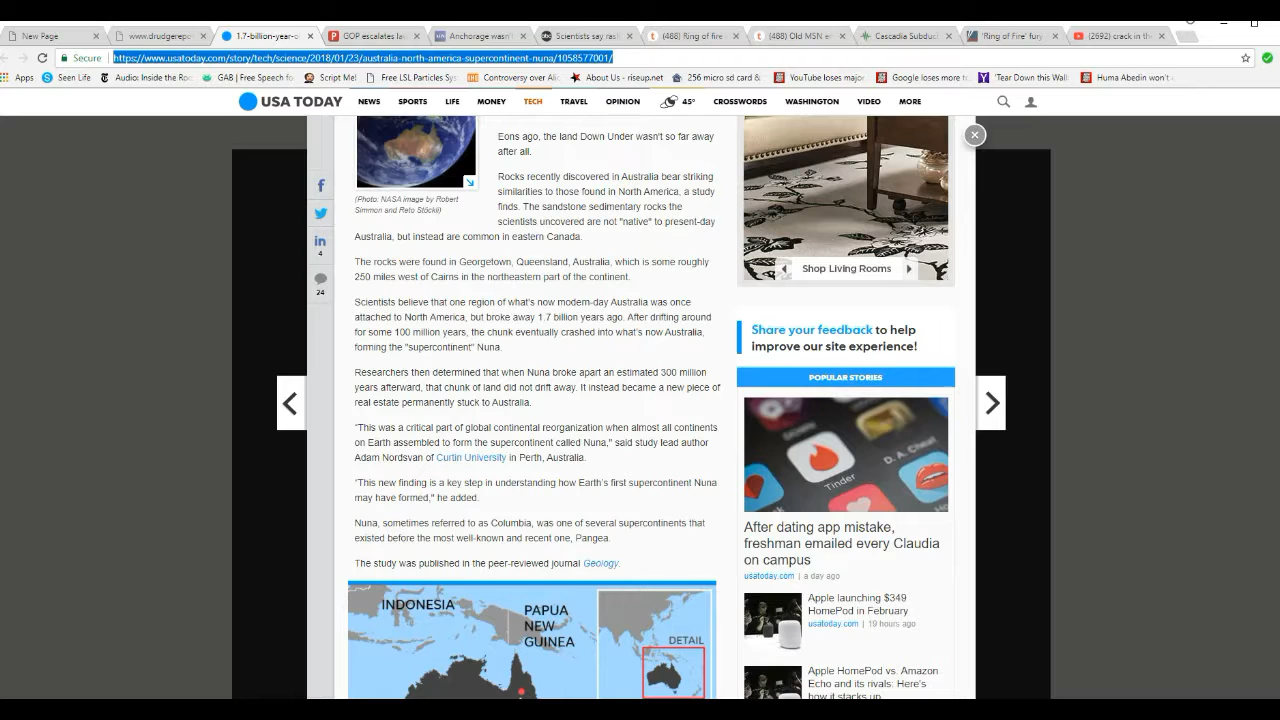 New Page
www.drudgerepor
1.7-billion-year-o
GOP escalates la
Anchorage wasn't
Scientists say rasl
(488) Ring of fire
(488) Old MSN er
Cascadia Subduct
'Ring of Fire' fury
(2692) crack in th
Secure
https://www.usatoday.com/story/tech/science/2018/01/23/australia-north-america-supercontinent-nuna/1058577001/
Apps
Seen Life
Audio: Inside the Ro
GAB | Free Speech fo
Script Me!
Free LSL Particles Sy
Controversy over Al
About Us - riseup.net
256 micro sd card
YouTube loses major
Google loses more to
'Tear Down this Wall
Huma Abedin won't
USA TODAY
NEWS
SPORTS
LIFE
MONEY
TECH
TRAVEL
OPINION
45°
CROSSWORDS
WASHINGTON
VIDEO
MORE
4
24
(Photo: NASA image by Robert
Simmon and Reto Stöckli)
Eons ago, the land Down Under wasn't so far away
after all.
Rocks recently discovered in Australia bear striking
similarities to those found in North America, a study
finds. The sandstone sedimentary rocks the
scientists uncovered are not "native" to present-day
Australia, but instead are common in eastern Canada.
The rocks were found in Georgetown, Queensland, Australia, which is some roughly
250 miles west of Cairns in the northeastern part of the continent.
Scientists believe that one region of what's now modern-day Australia was once
attached to North America, but broke away 1.7 billion years ago. After drifting around
for some 100 million years, the chunk eventually crashed into what's now Australia,
forming the "supercontinent" Nuna.
Researchers then determined that when Nuna broke apart an estimated 300 million
years afterward, that chunk of land did not drift away. It instead became a new piece of
real estate permanently stuck to Australia.
"This was a critical part of global continental reorganization when almost all continents
on Earth assembled to form the supercontinent called Nuna," said study lead author
Adam Nordsvan of Curtin University in Perth, Australia.
"This new finding is a key step in understanding how Earth's first supercontinent Nuna
may have formed," he added.
Nuna, sometimes referred to as Columbia, was one of several supercontinents that
existed before the most well-known and recent one, Pangea.
The study was published in the peer-reviewed journal Geology.
INDONESIA
PAPUA
NEW
GUINEA
DETAIL
Shop Living Rooms
Share your feedback to help
improve our site experience!
POPULAR STORIES
Tinder
After dating app mistake,
freshman emailed every Claudia
on campus
usatoday.com | a day ago
Apple launching $349
HomePod in February
usatoday.com | 19 hours ago
Apple HomePod vs. Amazon
Echo and its rivals: Here's
how it stacks up